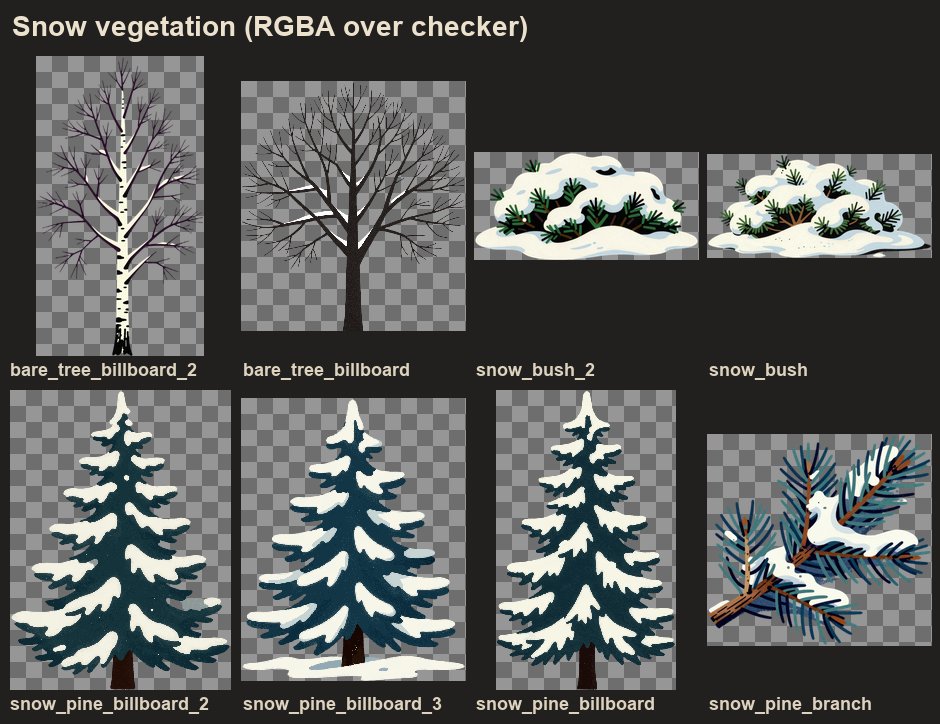 Snow vegetation (RGBA over checker)
bare_tree_billboard_2
bare_tree_billboard
snow_bush_2
snow_bush
snow_pine_billboard_2
snow_pine_billboard_3
snow_pine_billboard
snow_pine_branch